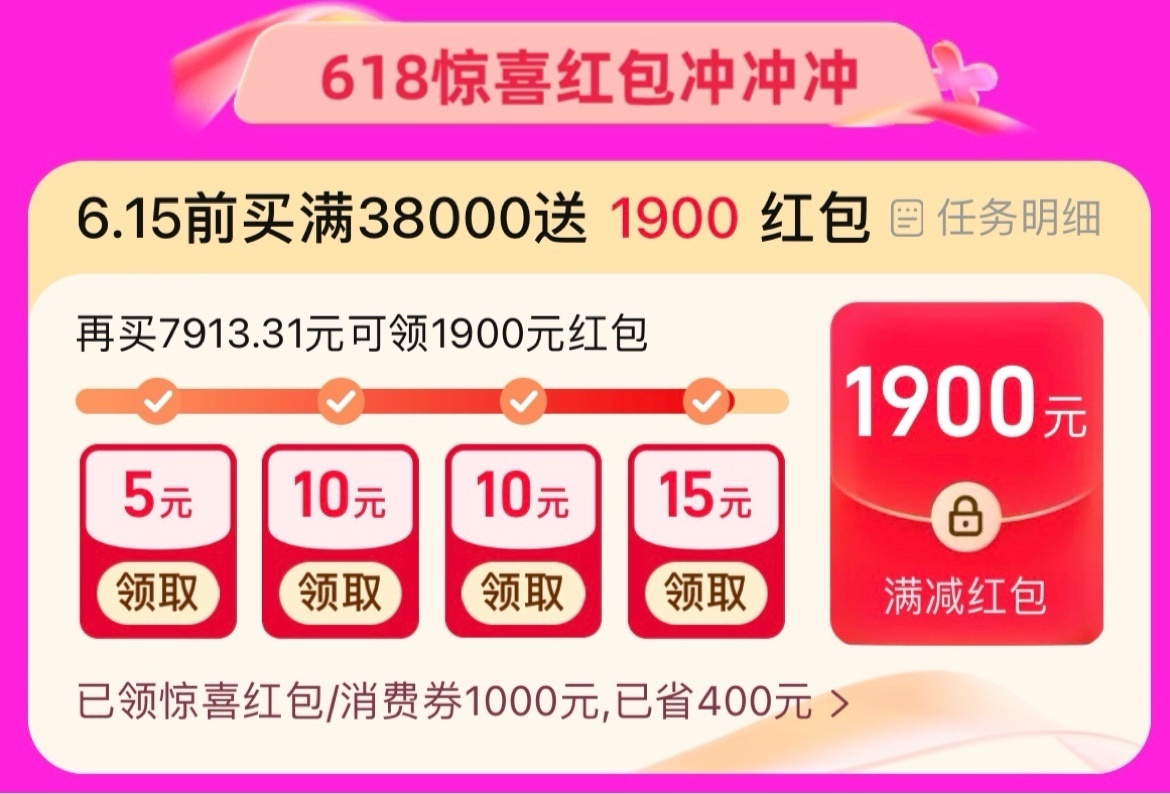 618惊喜红包冲冲冲
6.15前买满38000送 1900 红包 任务明细
再买7913.31元可领1900元红包
5元 10元 10元 15元
领取 领取 领取 领取
1900元
满减红包
已领惊喜红包/消费券1000元,已省400元 >